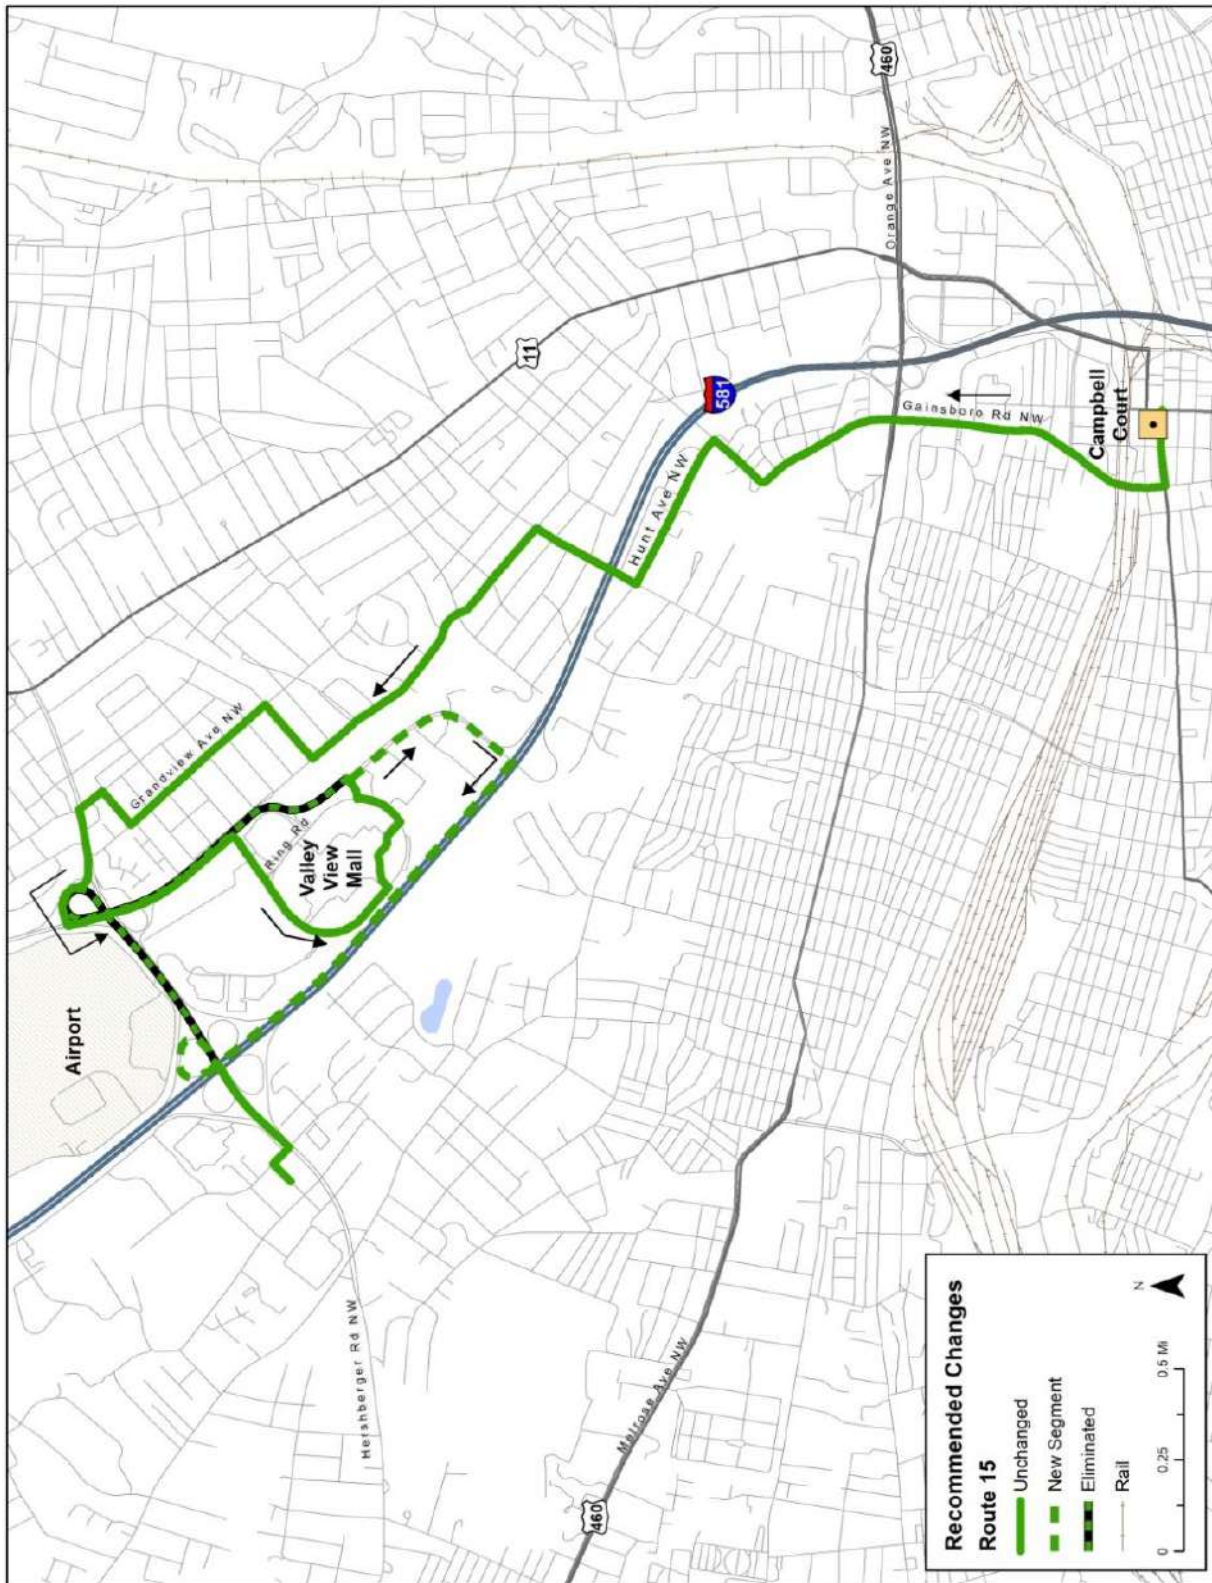 Airport
Grandview Ave NW
11
460
Orange Ave NW
Ring Rd
Valley
View
Mall
Hunt Ave NW
581
Gainsboro Rd NW
Campbell
Court
Hershberger Rd NW
Melrose Ave NW
460
Recommended Changes
Route 15
Unchanged
New Segment
Eliminated
Rail
0 0.25 0.5 Mi
N